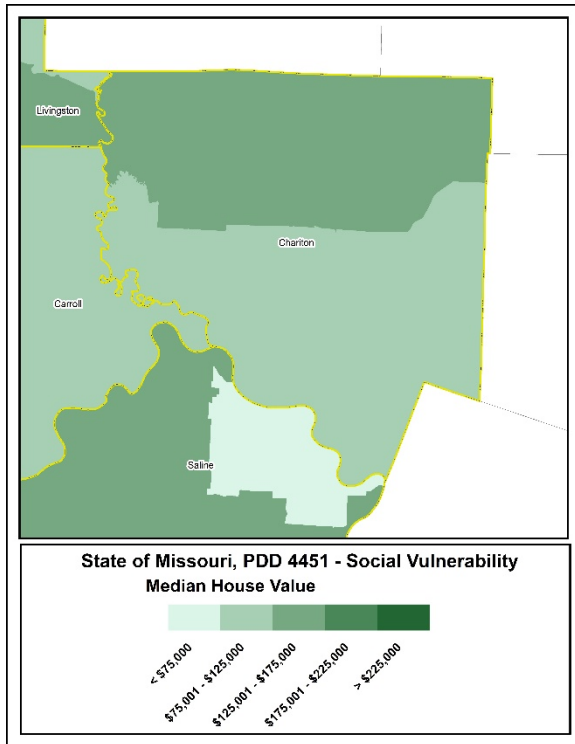 Livingston
Chariton
Carroll
Saline
State of Missouri, PDD 4451 - Social Vulnerability
Median House Value
< $75,000
$75,001 - $125,000
$125,001 - $175,000
$175,001 - $225,000
> $225,000